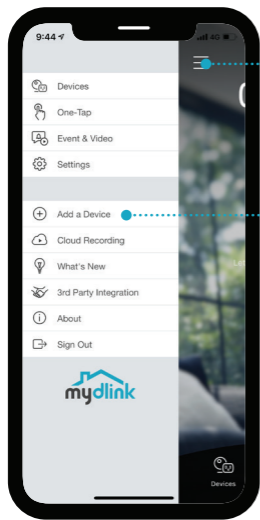 9:44
4G
Devices
One-Tap
Event & Video
Settings
Add a Device
Cloud Recording
What's New
3rd Party Integration
About
Sign Out
mydlink
Devices